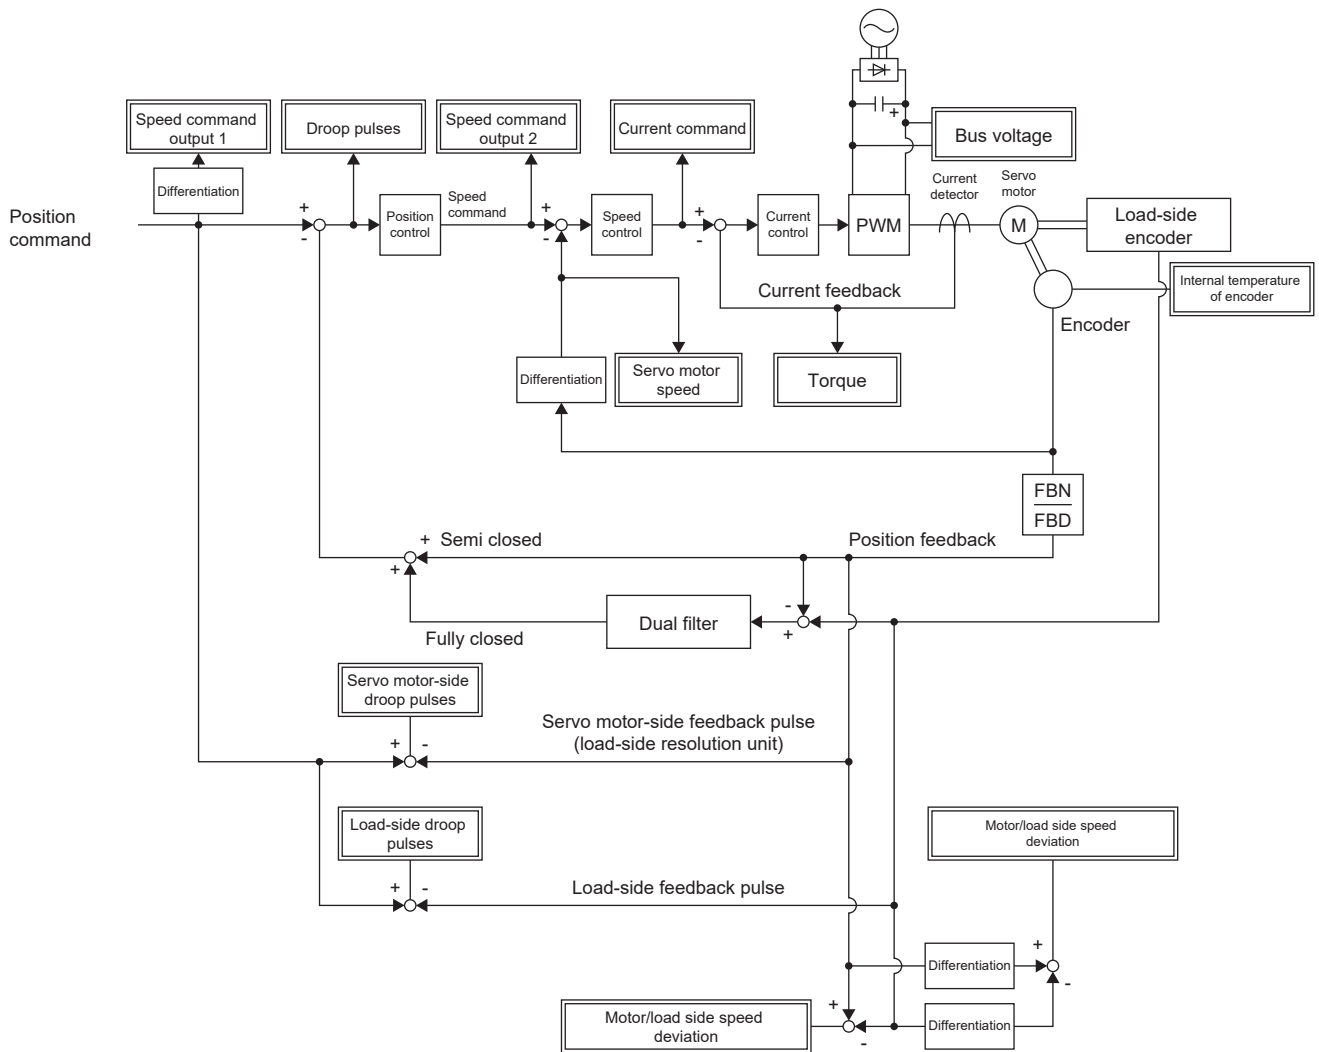 Speed command
output 1
Droop pulses
Speed command
output 2
Current command
+
Bus voltage
Differentiation
Position
command
+
-
Position
control
Speed
command
+
-
Speed
control
+
-
Current
control
PWM
Current
detector
Servo
motor
M
Load-side
encoder
Internal temperature
of encoder
Current feedback
Encoder
Differentiation
Servo motor
speed
Torque
FBN
FBD
+
Semi closed
Position feedback
+
Fully closed
Dual filter
-
+
Servo motor-side
droop pulses
+
-
Servo motor-side feedback pulse
(load-side resolution unit)
Load-side droop
pulses
+
-
Load-side feedback pulse
Motor/load side speed
deviation
Differentiation
+
-
Motor/load side speed
deviation
+
-
Differentiation